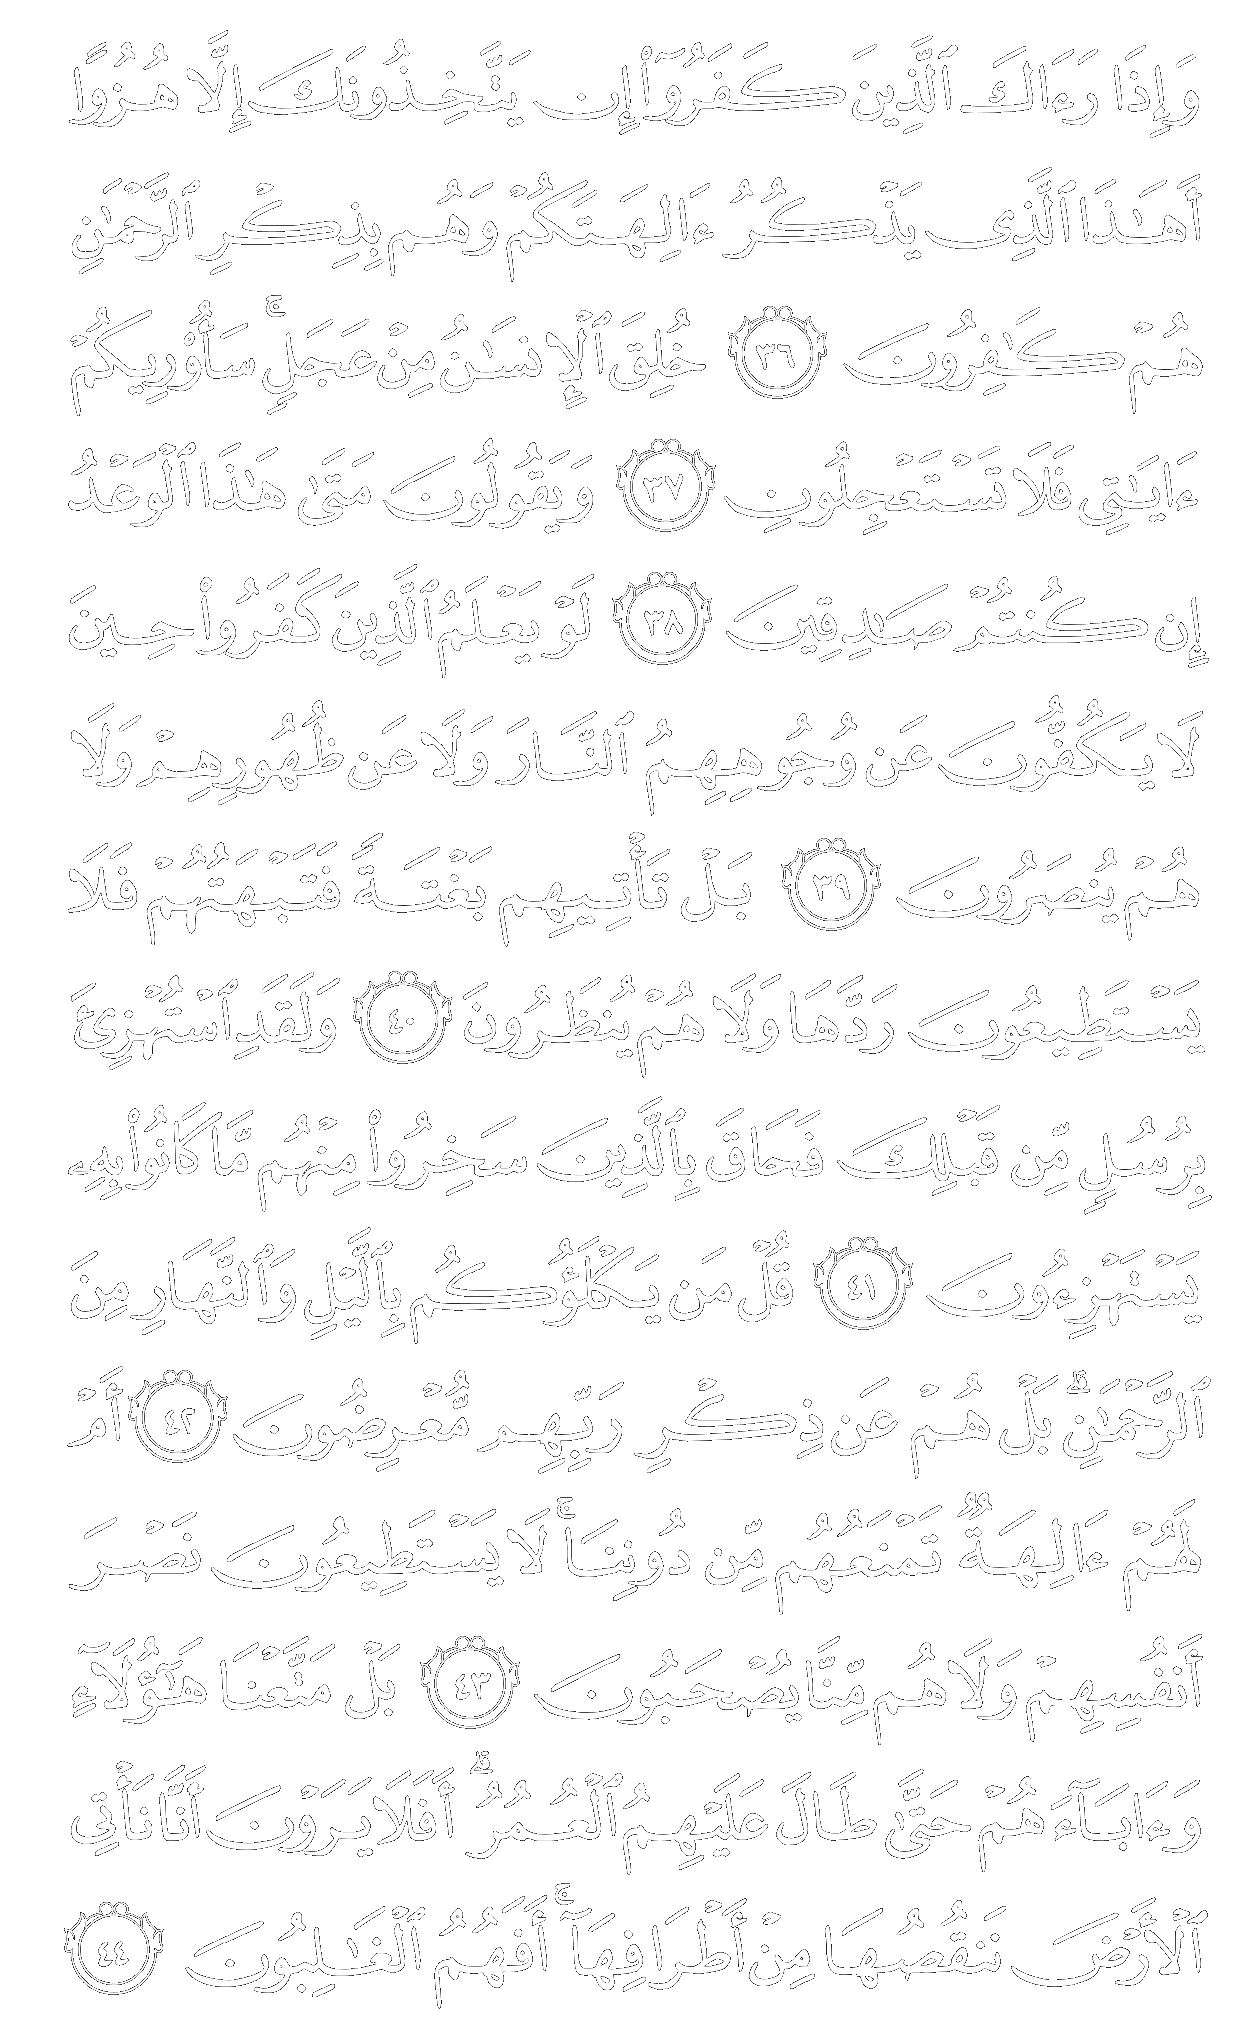 وَإِذَا رَءَاكَ ٱلَّذِينَ كَفَرُوٓا۟ إِن يَتَّخِذُونَكَ إِلَّا هُزُوًا
أَهَـٰذَا ٱلَّذِى يَذْكُرُ ءَالِهَتَكُمْ وَهُم بِذِكْرِ ٱلرَّحْمَـٰنِ
هُمْ كَـٰفِرُونَ ٣٦ خُلِقَ ٱلْإِنسَـٰنُ مِنْ عَجَلٍ ۚ سَأُو۟رِيكُمْ
ءَايَـٰتِى فَلَا تَسْتَعْجِلُونِ ٣٧ وَيَقُولُونَ مَتَىٰ هَـٰذَا ٱلْوَعْدُ
إِن كُنتُمْ صَـٰدِقِينَ ٣٨ لَوْ يَعْلَمُ ٱلَّذِينَ كَفَرُوا۟ حِينَ
لَا يَكُفُّونَ عَن وُجُوهِهِمُ ٱلنَّارَ وَلَا عَن ظُهُورِهِمْ وَلَا
هُمْ يُنصَرُونَ ٣٩ بَلْ تَأْتِيهِم بَغْتَةً فَتَبْهَتُهُمْ فَلَا
يَسْتَطِيعُونَ رَدَّهَا وَلَا هُمْ يُنظَرُونَ ٤٠ وَلَقَدِ ٱسْتُهْزِئَ
بِرُسُلٍ مِّن قَبْلِكَ فَحَاقَ بِٱلَّذِينَ سَخِرُوا۟ مِنْهُم مَّا كَانُوا۟ بِهِۦ
يَسْتَهْزِءُونَ ٤١ قُلْ مَن يَكْلَؤُكُم بِٱلَّيْلِ وَٱلنَّهَارِ مِنَ
ٱلرَّحْمَـٰنِ ۗ بَلْ هُمْ عَن ذِكْرِ رَبِّهِم مُّعْرِضُونَ ٤٢ أَمْ
لَهُمْ ءَالِهَةٌ تَمْنَعُهُم مِّن دُونِنَا ۚ لَا يَسْتَطِيعُونَ نَصْرَ
أَنفُسِهِمْ وَلَا هُم مِّنَّا يُصْحَبُونَ ٤٣ بَلْ مَتَّعْنَا هَـٰٓؤُلَآءِ
وَءَابَآءَهُمْ حَتَّىٰ طَالَ عَلَيْهِمُ ٱلْعُمُرُ ۗ أَفَلَا يَرَوْنَ أَنَّا نَأْتِى
ٱلْأَرْضَ نَنقُصُهَا مِنْ أَطْرَافِهَآ ۚ أَفَهُمُ ٱلْغَـٰلِبُونَ ٤٤